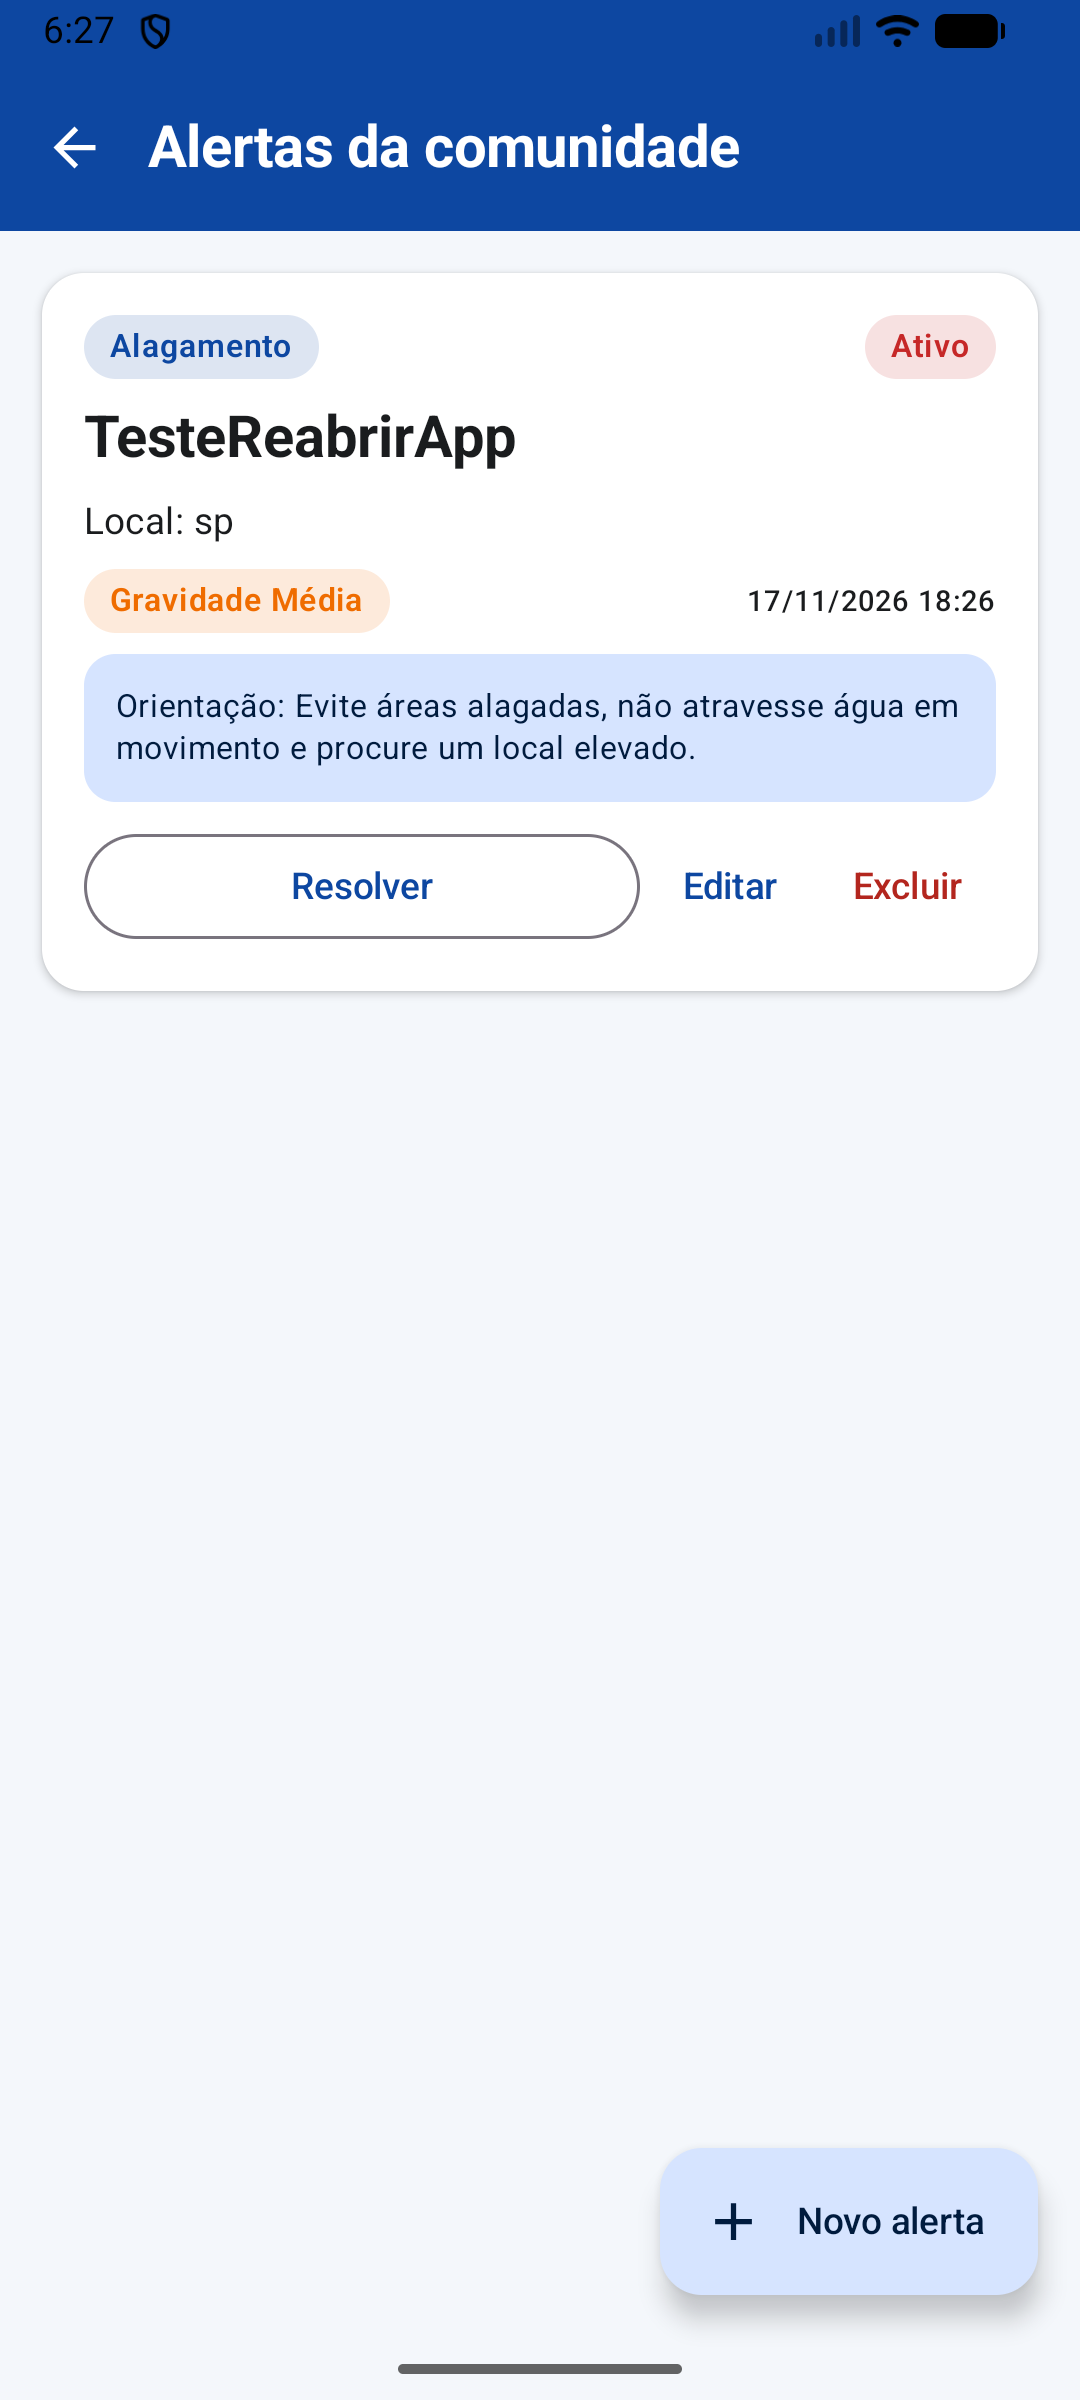 6:27
Alertas da comunidade
Alagamento
Ativo
TesteReabrirApp
Local: sp
Gravidade Média
17/11/2026 18:26
Orientação: Evite áreas alagadas, não atravesse água em
movimento e procure um local elevado.
Resolver
Editar
Excluir
Novo alerta